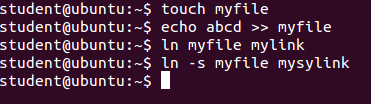 student@ubuntu:~$ touch myfile
student@ubuntu:~$ echo abcd >> myfile
student@ubuntu:~$ ln myfile mylink
student@ubuntu:~$ ln -s myfile mysylink
student@ubuntu:~$